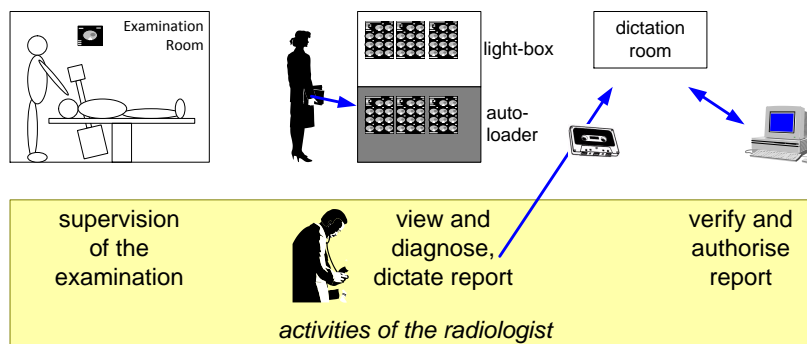 Examination
Room
light-box
auto-
loader
dictation
room
supervision
of the
examination
view and
diagnose,
dictate report
verify and
authorise
report
activities of the radiologist